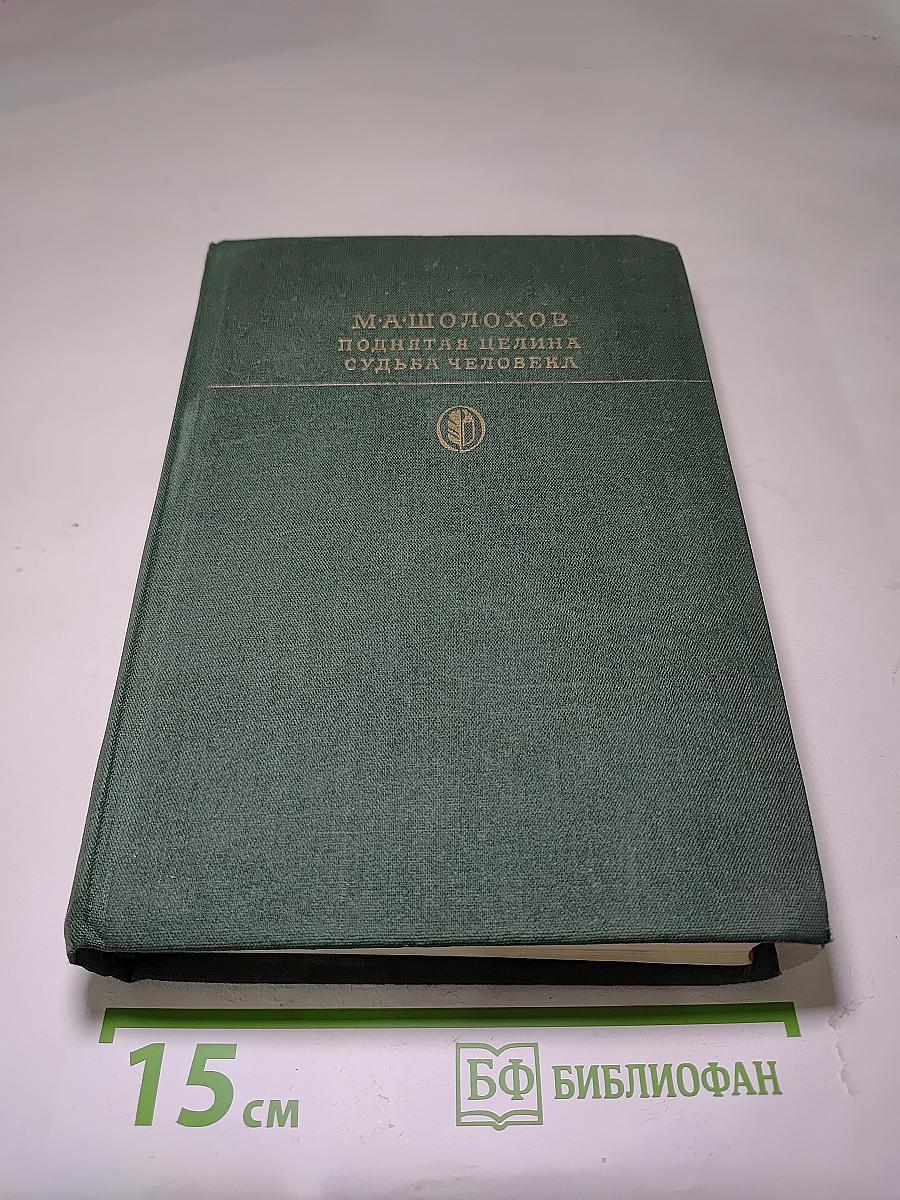 М·А·ШОЛОХОВ
ПОДНЯТАЯ ЦЕЛИНА
СУДЬБА ЧЕЛОВЕКА
15 см
БФ БИБЛИОФАН